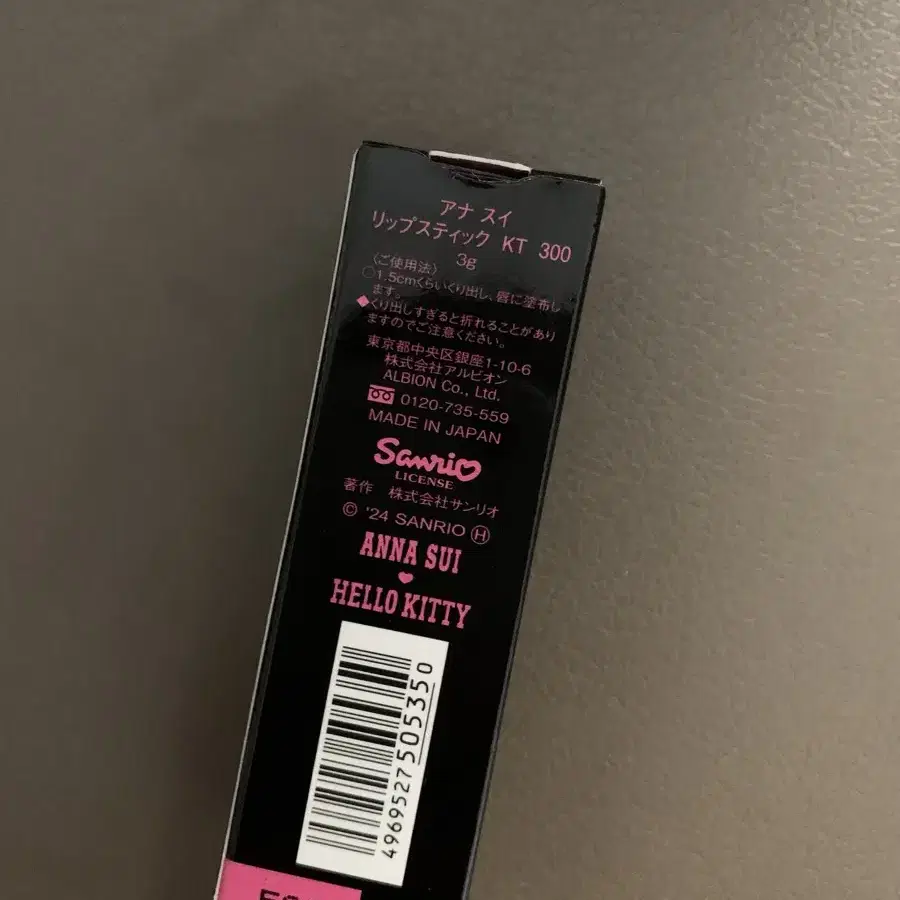 アナ スイ
リップスティック KT 300
3g
〈ご使用法〉
○1.5cmくらいくり出し、唇に塗布し
ます。
◆くり出しすぎると折れることがあり
ますのでご注意ください。
東京都中央区銀座1-10-6
株式会社アルビオン
ALBION Co., Ltd.
0120-735-559
MADE IN JAPAN
Sanrio
LICENSE
著作 株式会社サンリオ
© '24 SANRIO Ⓗ
ANNA SUI
♥
HELLO KITTY
4969527505350